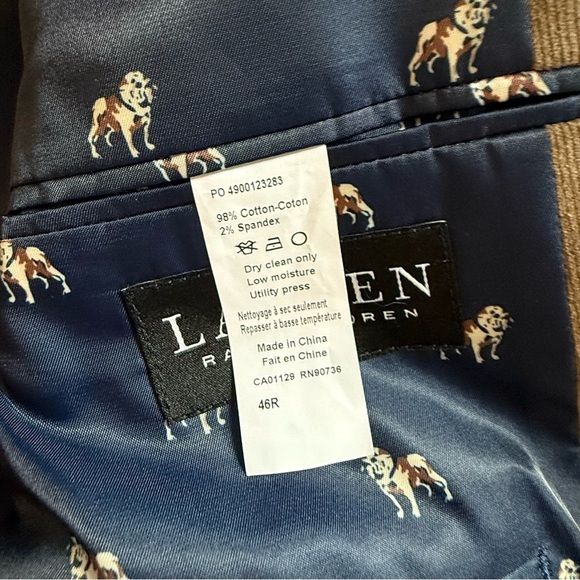 PO 4900123283
98% Cotton-Coton
2% Spandex
Dry clean only
Low moisture
Utility press
Nettoyage à sec seulement
Repasser à basse température
Made in China
Fait en Chine
CA01129 RN90736
46R